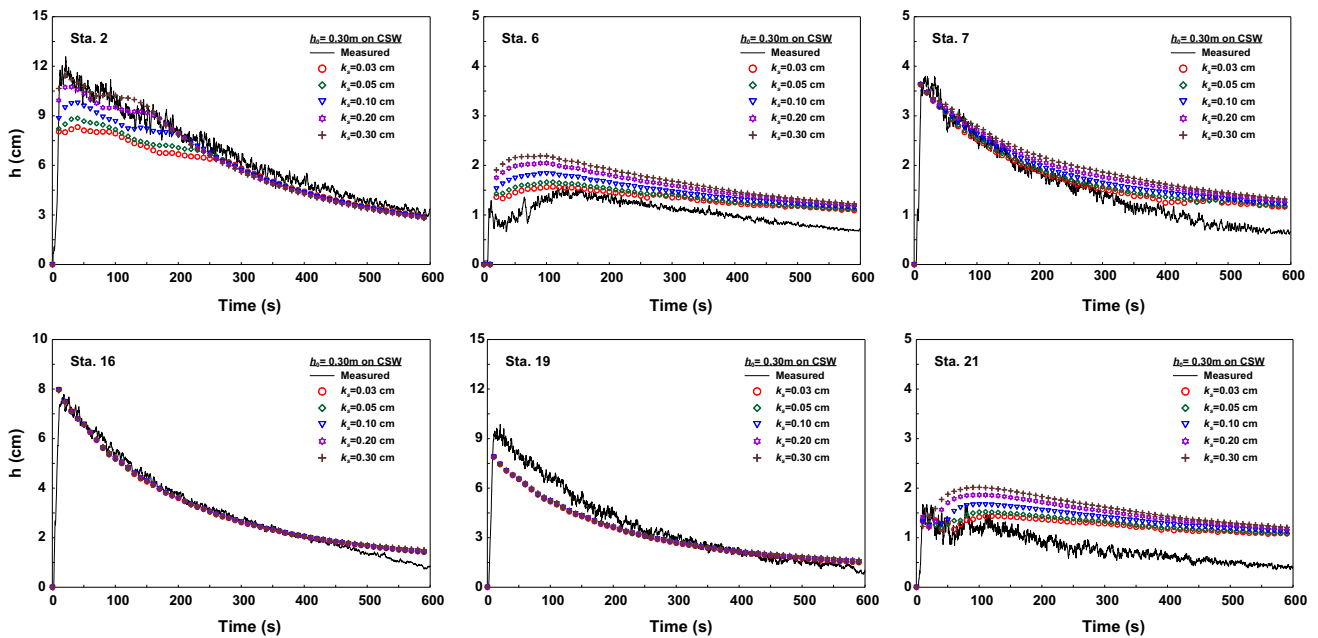 Sta. 2
h₀= 0.30m on CSW
Measured
kₛ=0.03 cm
kₛ=0.05 cm
kₛ=0.10 cm
kₛ=0.20 cm
kₛ=0.30 cm
15
12
9
6
3
0
h (cm)
0 100 200 300 400 500 600
Time (s)
Sta. 6
h₀= 0.30m on CSW
Measured
kₛ=0.03 cm
kₛ=0.05 cm
kₛ=0.10 cm
kₛ=0.20 cm
kₛ=0.30 cm
5
4
3
2
1
0
0 100 200 300 400 500 600
Time (s)
Sta. 7
h₀= 0.30m on CSW
Measured
kₛ=0.03 cm
kₛ=0.05 cm
kₛ=0.10 cm
kₛ=0.20 cm
kₛ=0.30 cm
5
4
3
2
1
0
0 100 200 300 400 500 600
Time (s)
Sta. 16
h₀= 0.30m on CSW
Measured
kₛ=0.03 cm
kₛ=0.05 cm
kₛ=0.10 cm
kₛ=0.20 cm
kₛ=0.30 cm
10
8
6
4
2
0
h (cm)
0 100 200 300 400 500 600
Time (s)
Sta. 19
h₀= 0.30m on CSW
Measured
kₛ=0.03 cm
kₛ=0.05 cm
kₛ=0.10 cm
kₛ=0.20 cm
kₛ=0.30 cm
15
12
9
6
3
0
0 100 200 300 400 500 600
Time (s)
Sta. 21
h₀= 0.30m on CSW
Measured
kₛ=0.03 cm
kₛ=0.05 cm
kₛ=0.10 cm
kₛ=0.20 cm
kₛ=0.30 cm
5
4
3
2
1
0
0 100 200 300 400 500 600
Time (s)